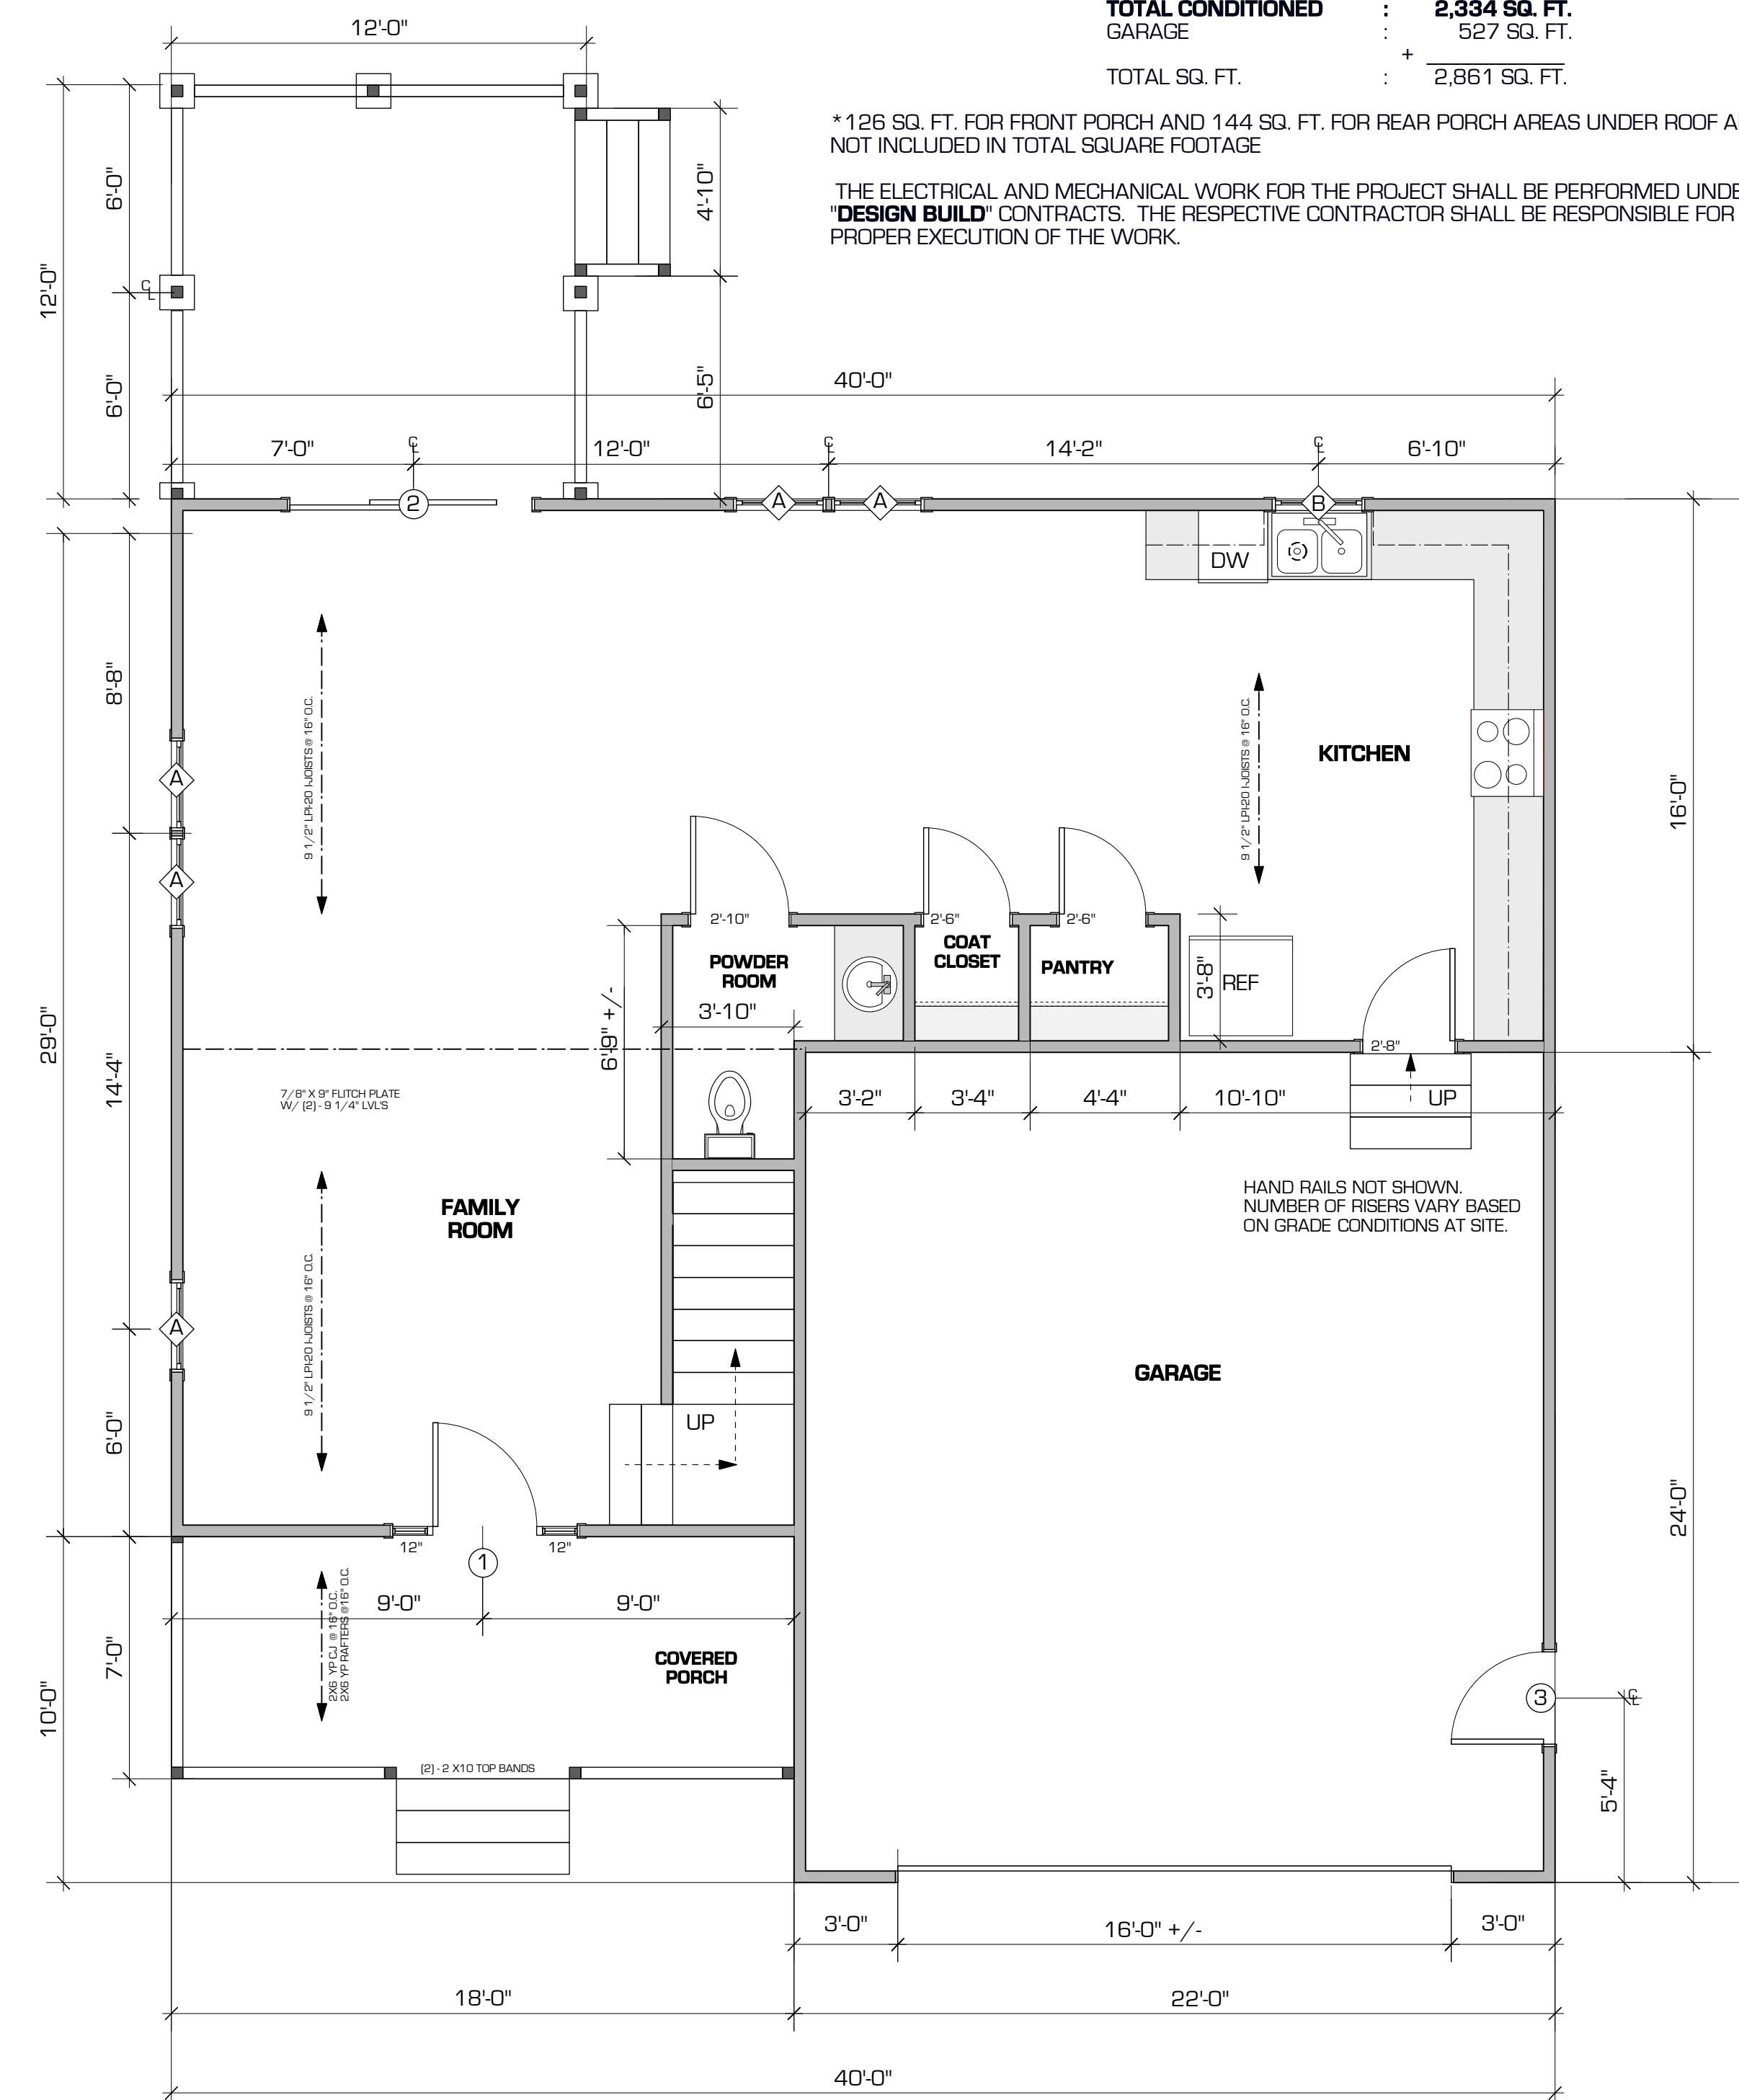 TOTAL CONDITIONED : 2,334 SQ. FT.
GARAGE : 527 SQ. FT.
+
TOTAL SQ. FT. : 2,861 SQ. FT.
*126 SQ. FT. FOR FRONT PORCH AND 144 SQ. FT. FOR REAR PORCH AREAS UNDER ROOF
NOT INCLUDED IN TOTAL SQUARE FOOTAGE
THE ELECTRICAL AND MECHANICAL WORK FOR THE PROJECT SHALL BE PERFORMED
"DESIGN BUILD" CONTRACTS. THE RESPECTIVE CONTRACTOR SHALL BE RESPONSIBLE FOR
PROPER EXECUTION OF THE WORK.
12'-0"
12'-0"
6'-0"
6'-0"
4'-10"
6'-5"
CL
40'-0"
7'-0"
CL
12'-0"
CL
14'-2"
CL
6'-10"
2
A
A
B
DW
8'-8"
29'-0"
14'-4"
6'-0"
A
A
A
9 1/2" LPI-20 I-JOISTS @ 16" O.C.
9 1/2" LPI-20 I-JOISTS @ 16" O.C.
KITCHEN
16'-0"
2'-10"
2'-6"
2'-6"
POWDER
ROOM
COAT
CLOSET
PANTRY
3'-8"
REF
3'-10"
6'-9" +/-
2'-8"
7/8" X 9" FLITCH PLATE
W/ (2) - 9 1/4" LVL'S
3'-2"
3'-4"
4'-4"
10'-10"
UP
HAND RAILS NOT SHOWN.
NUMBER OF RISERS VARY BASED
ON GRADE CONDITIONS AT SITE.
FAMILY
ROOM
9 1/2" LPI-20 I-JOISTS @ 16" O.C.
GARAGE
UP
24'-0"
12"
12"
1
9'-0"
9'-0"
2X6 YP CJ @ 16" O.C.
2X6 YP RAFTERS @16" O.C.
COVERED
PORCH
7'-0"
10'-0"
(2) - 2 X10 TOP BANDS
3
CL
5'-4"
3'-0"
16'-0" +/-
3'-0"
18'-0"
22'-0"
40'-0"